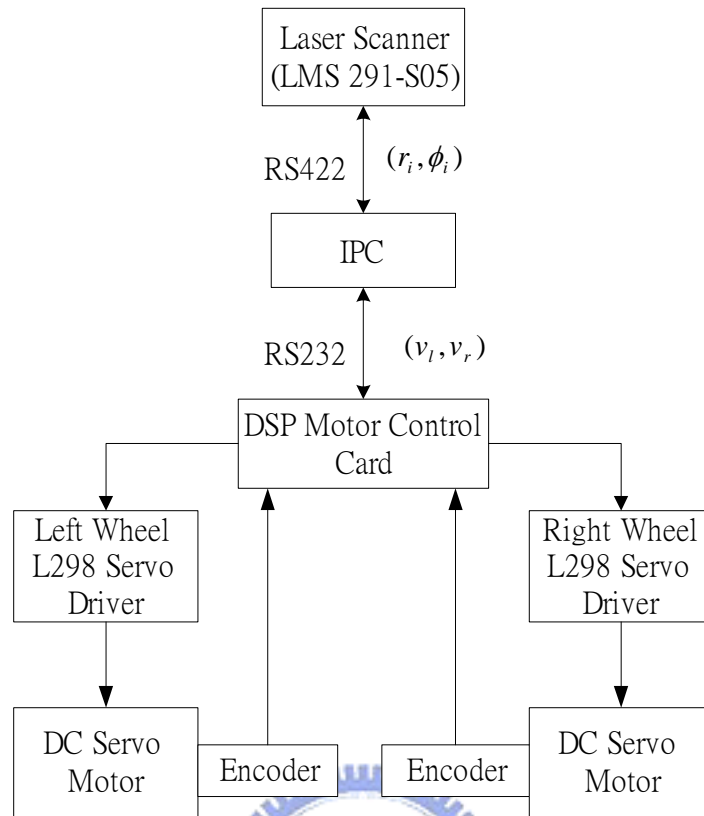 Laser Scanner
(LMS 291-S05)
RS422
(r_i, φ_i)
IPC
RS232
(v_l, v_r)
DSP Motor Control
Card
Left Wheel
L298 Servo
Driver
Right Wheel
L298 Servo
Driver
DC Servo
Motor
Encoder
Encoder
DC Servo
Motor